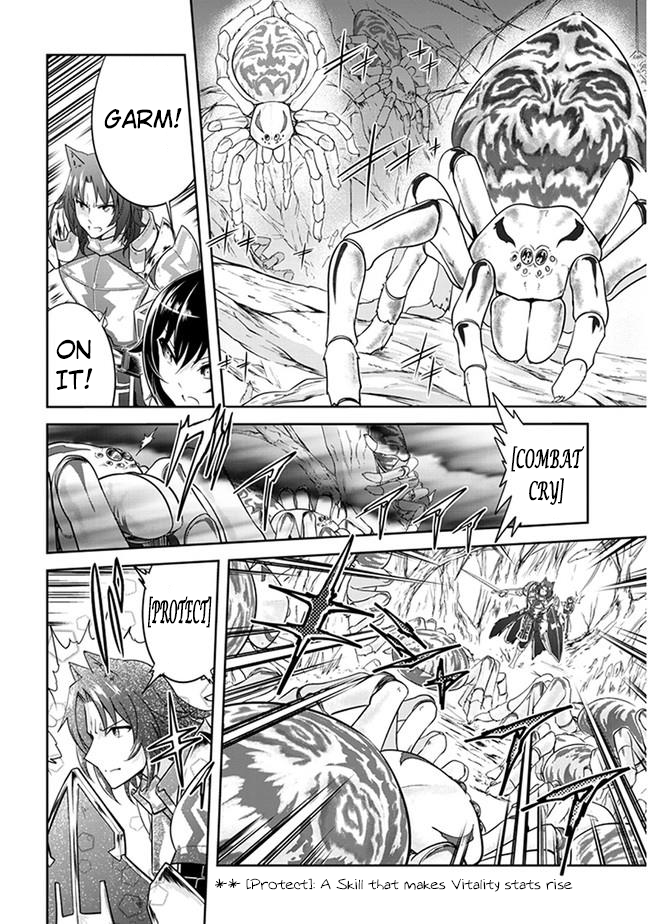 GARM!
ON
IT!
[COMBAT
CRY]
[PROTECT]
** [Protect]: A Skill that makes Vitality stats rise